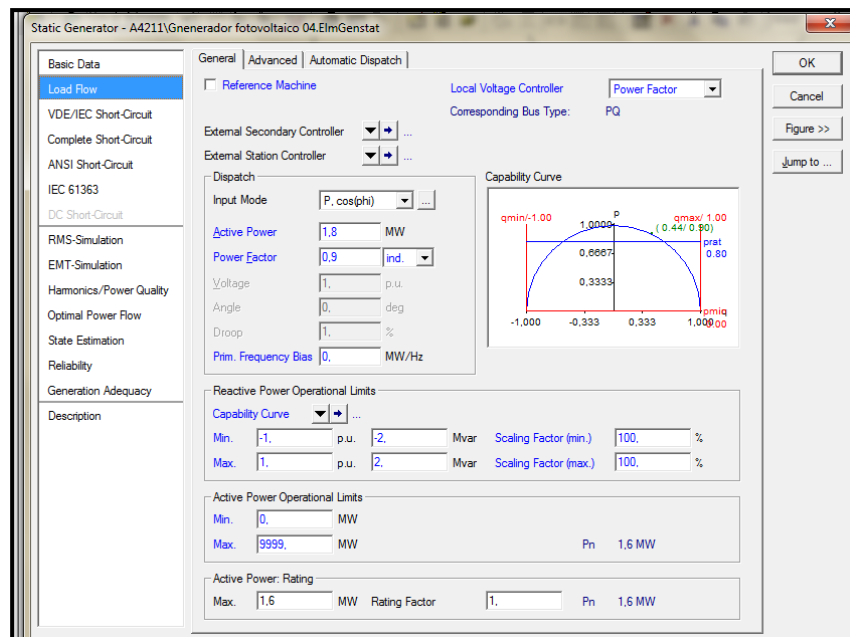 Static Generator - A4211\Gnenerador fotovoltaico 04.ElmGenstat
Basic Data
Load Flow
VDE/IEC Short-Circuit
Complete Short-Circuit
ANSI Short-Circuit
IEC 61363
DC Short-Circuit
RMS-Simulation
EMT-Simulation
Harmonics/Power Quality
Optimal Power Flow
State Estimation
Reliability
Generation Adequacy
Description
General Advanced Automatic Dispatch
Reference Machine
Local Voltage Controller Power Factor
Corresponding Bus Type: PQ
External Secondary Controller ...
External Station Controller ...
Dispatch
Input Mode P, cos(phi) ...
Active Power 1,8 MW
Power Factor 0,9 ind.
Voltage 1, p.u.
Angle 0, deg
Droop 1, %
Prim. Frequency Bias 0, MW/Hz
Capability Curve
qmin/-1.00 P qmax/ 1.00
1,0000 ( 0.44/ 0.90)
prat
0,6667 0.80
0,3333
pmin
-1,000 -0,333 0,333 1,000 0.00
Reactive Power Operational Limits
Capability Curve ...
Min. -1, p.u. -2, Mvar Scaling Factor (min.) 100, %
Max. 1, p.u. 2, Mvar Scaling Factor (max.) 100, %
Active Power Operational Limits
Min. 0, MW
Max. 9999, MW Pn 1,6 MW
Active Power: Rating
Max. 1,6 MW Rating Factor 1, Pn 1,6 MW
OK
Cancel
Figure >>
Jump to ...